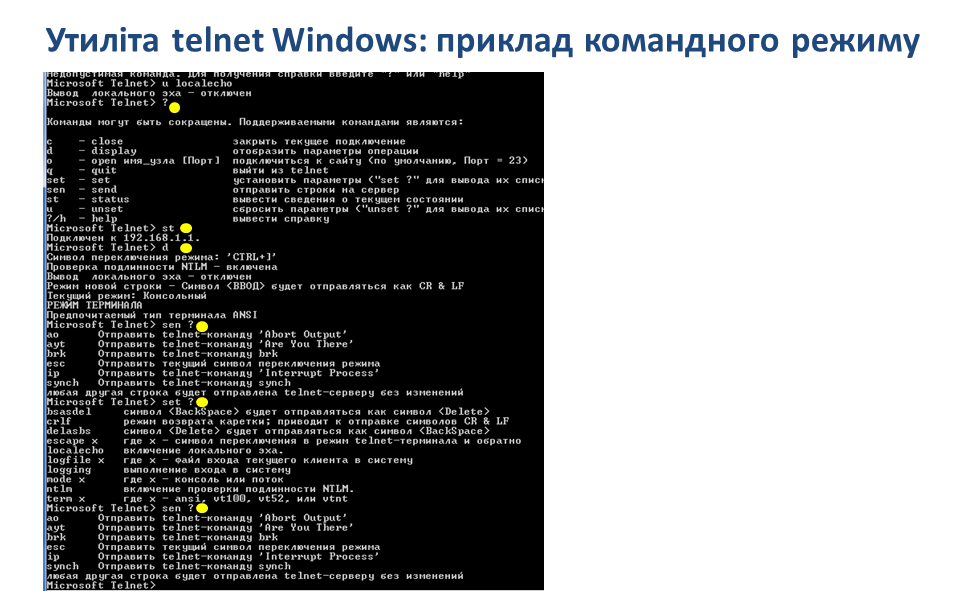 Утиліта telnet Windows: приклад командного режиму
Недопустимая команда. Для получения справки введите "?" или "help"
Microsoft Telnet> u localecho
Вывод  локального эха - отключен
Microsoft Telnet> ?
Команды могут быть сокращены. Поддерживаемыми командами являются:
c    - close                    закрыть текущее подключение
d    - display                  отобразить параметры операции
o    - open имя_узла [Порт]  подключиться к сайту (по умолчанию, Порт = 23)
q    - quit                     выйти из telnet
set  - set                      установить параметры ("set ?" для вывода их списк
sen  - send                     отправить строки на сервер
st   - status                   вывести сведения о текущем состоянии
u    - unset                    сбросить параметры ("unset ?" для вывода их списк
?/h  - help                     вывести справку
Microsoft Telnet> st
Подключен к 192.168.1.1.
Microsoft Telnet> d
Символ переключения режима: 'CTRL+]'
Проверка подлинности NTLM - включена
Вывод  локального эха - отключен
Режим новой строки - Символ <ВВОД> будет отправляться как CR & LF
Текущий режим: Консольный
РЕЖИМ ТЕРМИНАЛА
Предпочитаемый тип терминала ANSI
Microsoft Telnet> sen ?
ao      Отправить telnet-команду 'Abort Output'
ayt     Отправить telnet-команду 'Are You There'
brk     Отправить telnet-команду brk
esc     Отправить текущий символ переключения режима
ip      Отправить telnet-команду 'Interrupt Process'
synch   Отправить telnet-команду synch
любая другая строка будет отправлена telnet-серверу без изменений
Microsoft Telnet> set ?
bsasdel     символ <BackSpace> будет отправляться как символ <Delete>
crlf        режим возврата каретки; приводит к отправке символов CR & LF
delasbs     символ <Delete> будет отправляться как символ <BackSpace>
escape x    где x - символ переключения в режим telnet-терминала и обратно
localecho   включение локального эха.
logfile x   где x - файл входа текущего клиента в систему
logging     выполнение входа в систему
mode x      где x - консоль или поток
ntlm        включение проверки подлинности NTLM.
term x      где x - ansi, vt100, vt52, или vtnt
Microsoft Telnet> sen ?
ao      Отправить telnet-команду 'Abort Output'
ayt     Отправить telnet-команду 'Are You There'
brk     Отправить telnet-команду brk
esc     Отправить текущий символ переключения режима
ip      Отправить telnet-команду 'Interrupt Process'
synch   Отправить telnet-команду synch
любая другая строка будет отправлена telnet-серверу без изменений
Microsoft Telnet>